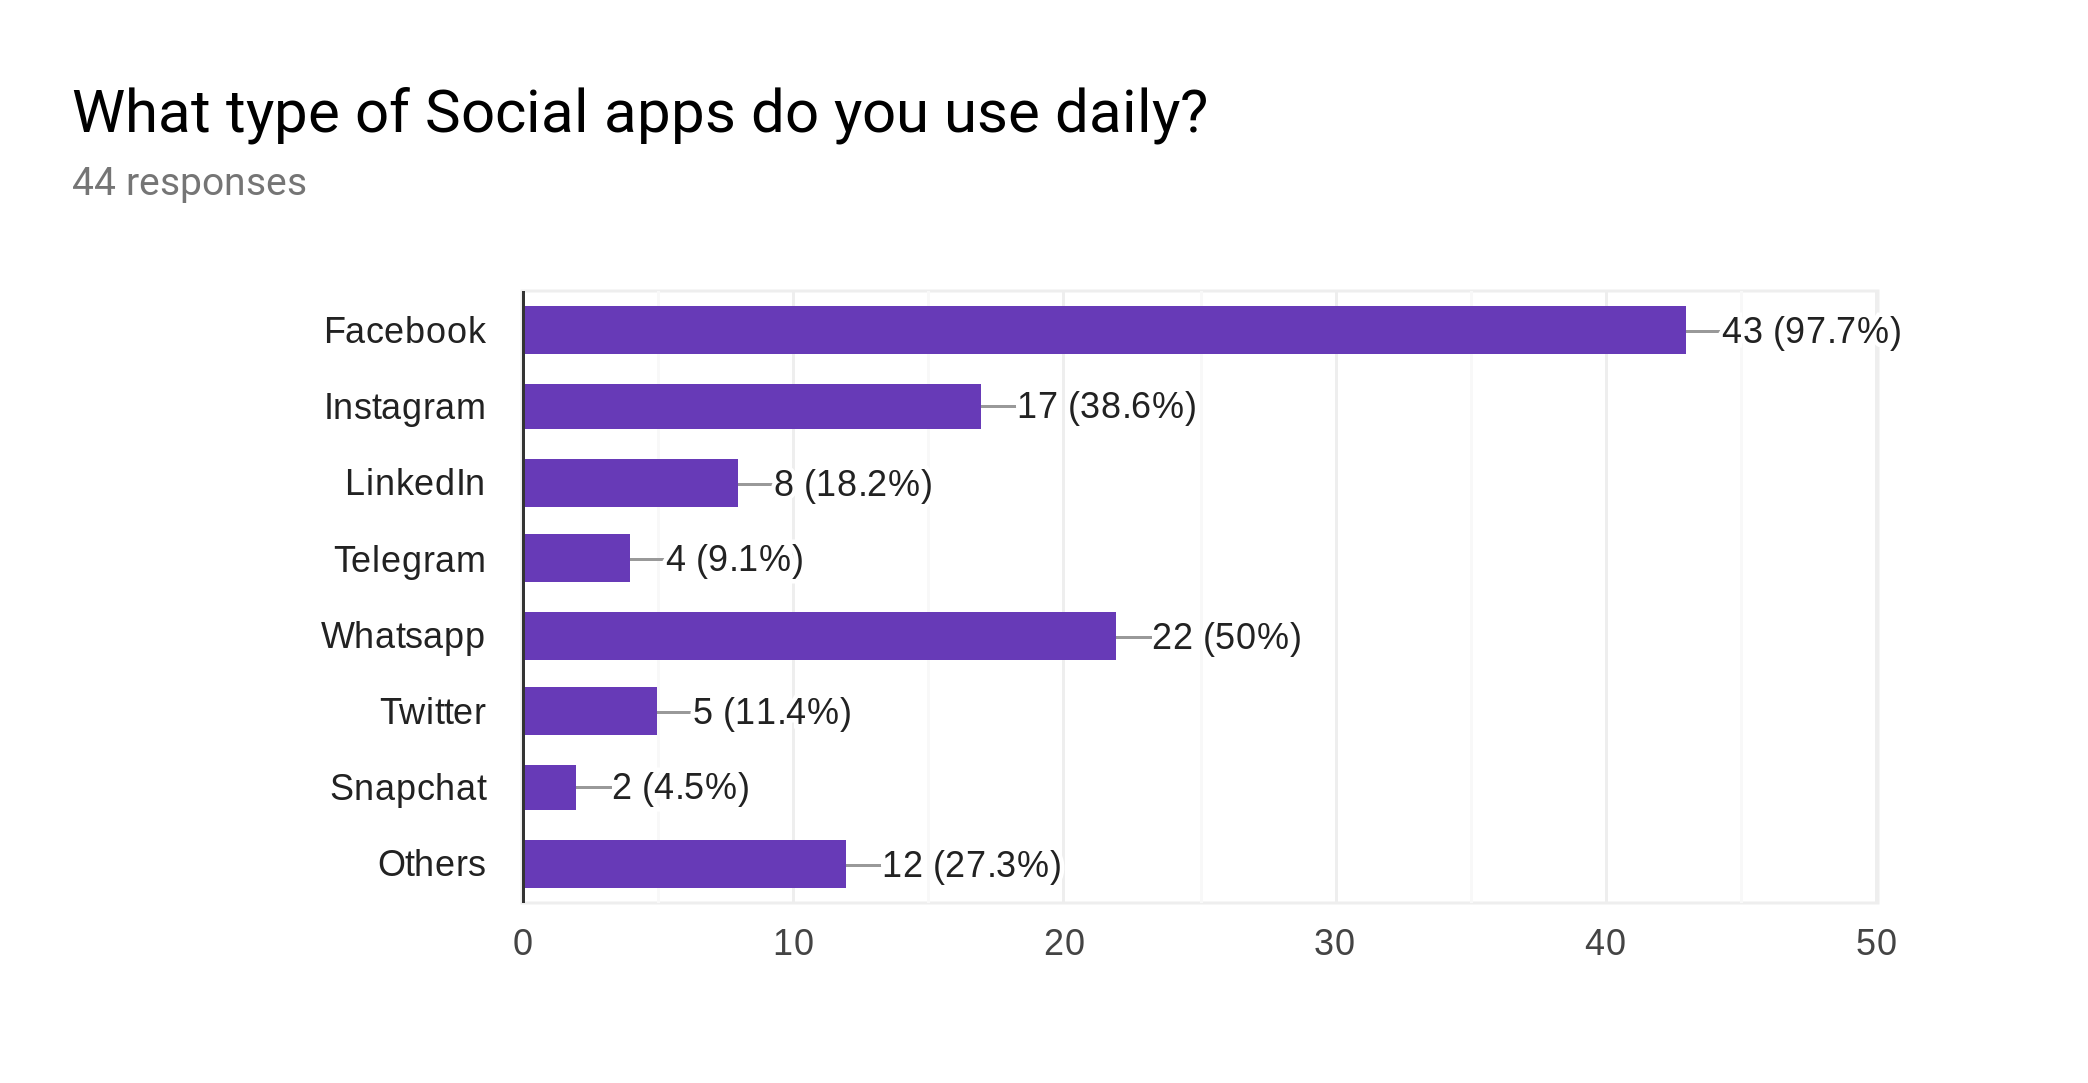 What type of Social apps do you use daily?
44 responses
Facebook 43 (97.7%)
Instagram 17 (38.6%)
LinkedIn 8 (18.2%)
Telegram 4 (9.1%)
Whatsapp 22 (50%)
Twitter 5 (11.4%)
Snapchat 2 (4.5%)
Others 12 (27.3%)
0 10 20 30 40 50